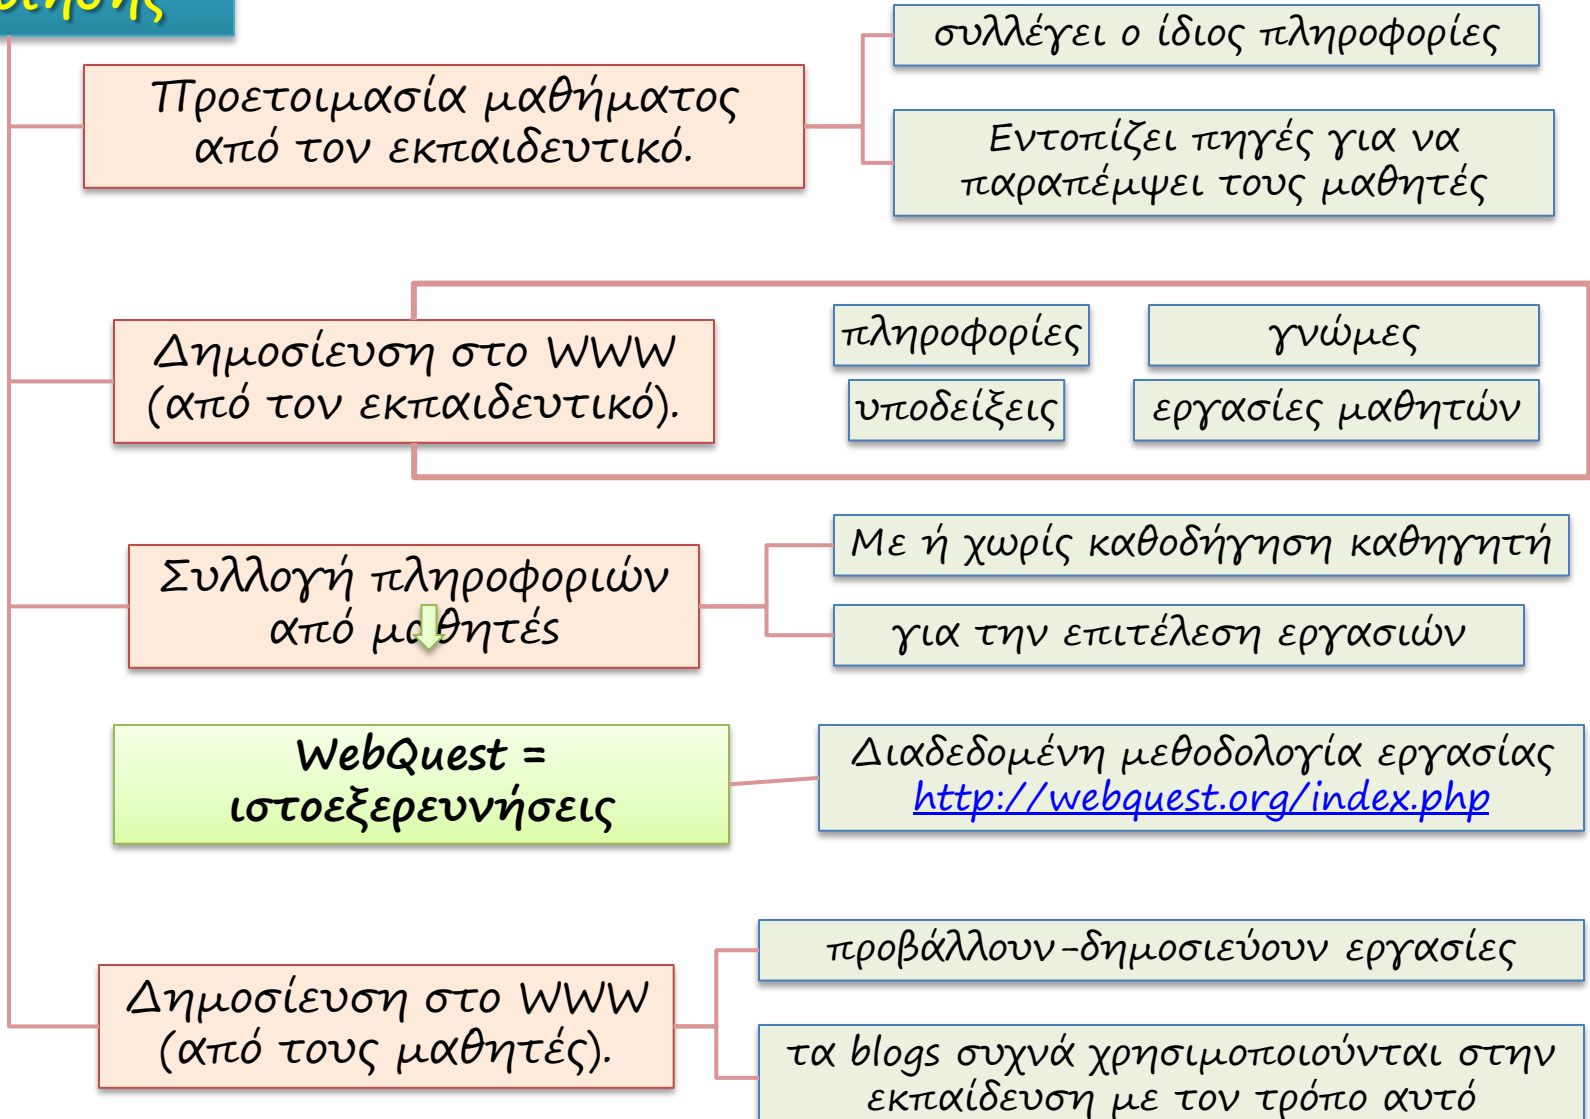 Προετοιμασία μαθήματος
από τον εκπαιδευτικό.
συλλέγει ο ίδιος πληροφορίες
Εντοπίζει πηγές για να
παραπέμψει τους μαθητές
Δημοσίευση στο WWW
(από τον εκπαιδευτικό).
πληροφορίες
γνώμες
υποδείξεις
εργασίες μαθητών
Συλλογή πληροφοριών
από μαθητές
Με ή χωρίς καθοδήγηση καθηγητή
για την επιτέλεση εργασιών
WebQuest =
ιστοεξερευνήσεις
Διαδεδομένη μεθοδολογία εργασίας
http://webquest.org/index.php
Δημοσίευση στο WWW
(από τους μαθητές).
προβάλλουν-δημοσιεύουν εργασίες
τα blogs συχνά χρησιμοποιούνται στην
εκπαίδευση με τον τρόπο αυτό